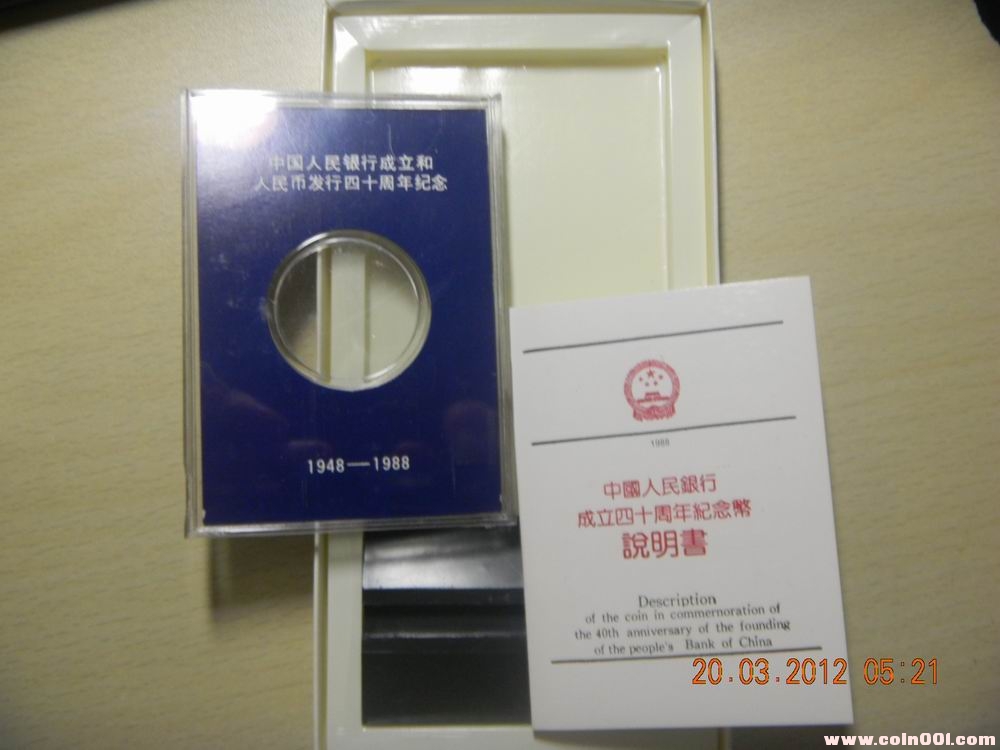 中国人民银行成立和
人民币发行四十周年纪念
1948—1988
1988
中國人民銀行
成立四十周年紀念幣
說明書
Description
of the coin in commernoration of
the 40th anniversary of the founding
of the people's Bank of China
20.03.2012 05:21
www.coin001.com